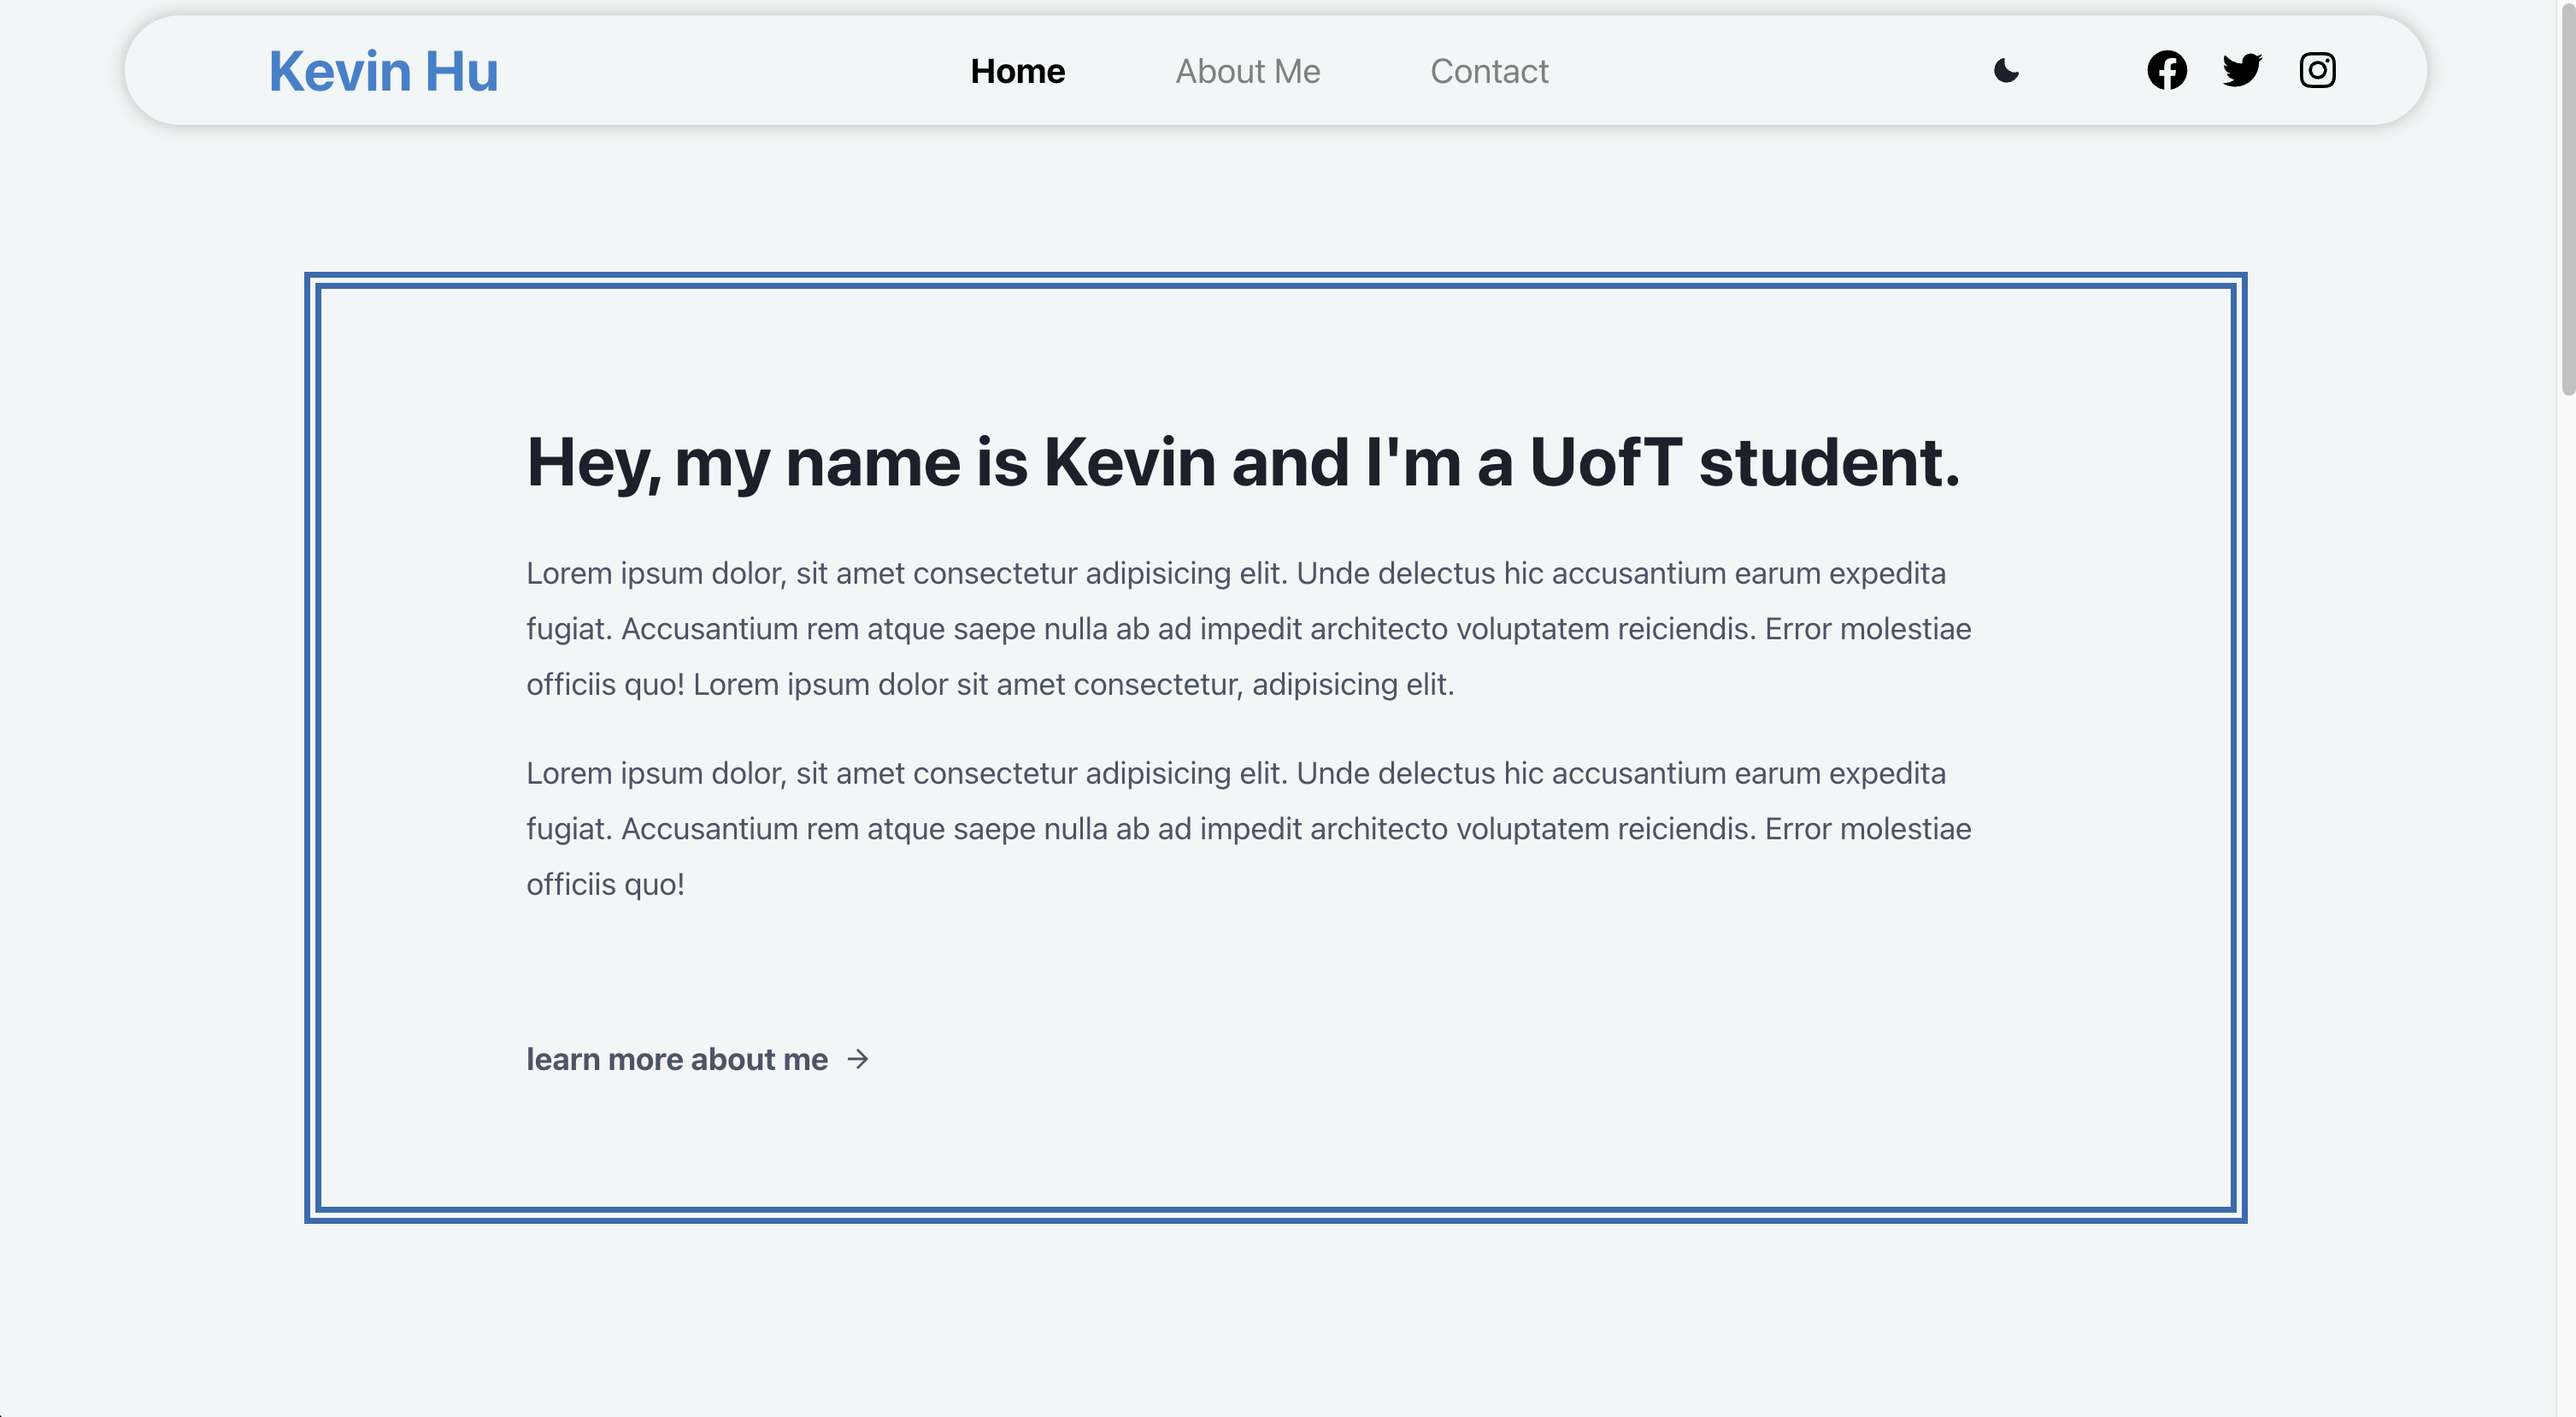 Kevin Hu
Home
About Me
Contact
Hey, my name is Kevin and I'm a UofT student.
Lorem ipsum dolor, sit amet consectetur adipisicing elit. Unde delectus hic accusantium earum expedita
fugiat. Accusantium rem atque saepe nulla ab ad impedit architecto voluptatem reiciendis. Error molestiae
officiis quo! Lorem ipsum dolor sit amet consectetur, adipisicing elit.
Lorem ipsum dolor, sit amet consectetur adipisicing elit. Unde delectus hic accusantium earum expedita
fugiat. Accusantium rem atque saepe nulla ab ad impedit architecto voluptatem reiciendis. Error molestiae
officiis quo!
learn more about me →